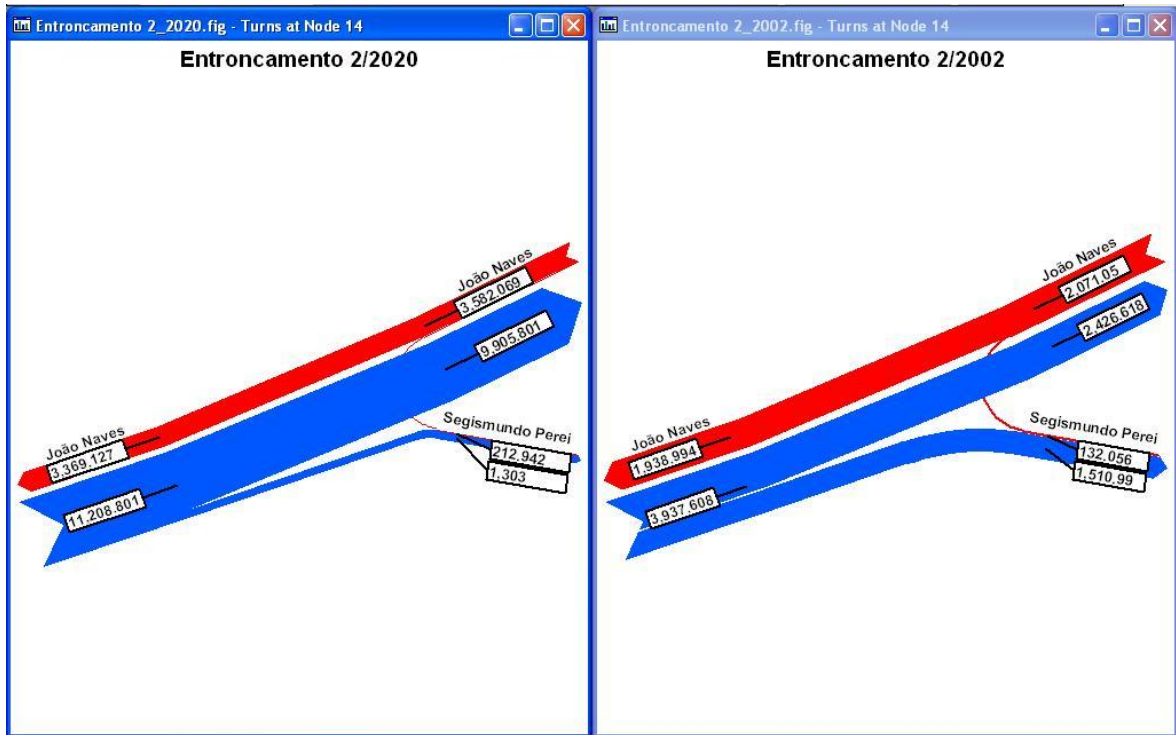 Entroncamento 2_2020.fig - Turns at Node 14
Entroncamento 2/2020
João Naves
3,582.069
9,905.801
João Naves
3,369.127
Segismundo Perei
212.942
1,303
11,208.801
Entroncamento 2_2002.fig - Turns at Node 14
Entroncamento 2/2002
João Naves
2,071.05
2,426.618
João Naves
1,938.994
Segismundo Perei
132.056
1,510.99
3,937.608